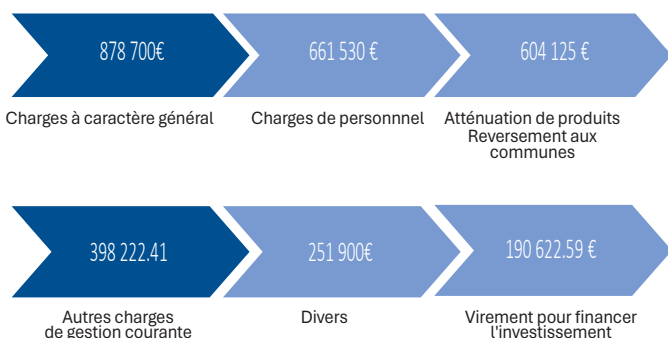 878 700€
661 530 €
604 125 €
Charges à caractère général
Charges de personnnel
Atténuation de produits
Reversement aux
communes
398 222.41
251 900€
190 622.59 €
Autres charges
de gestion courante
Divers
Virement pour financer
l'investissement